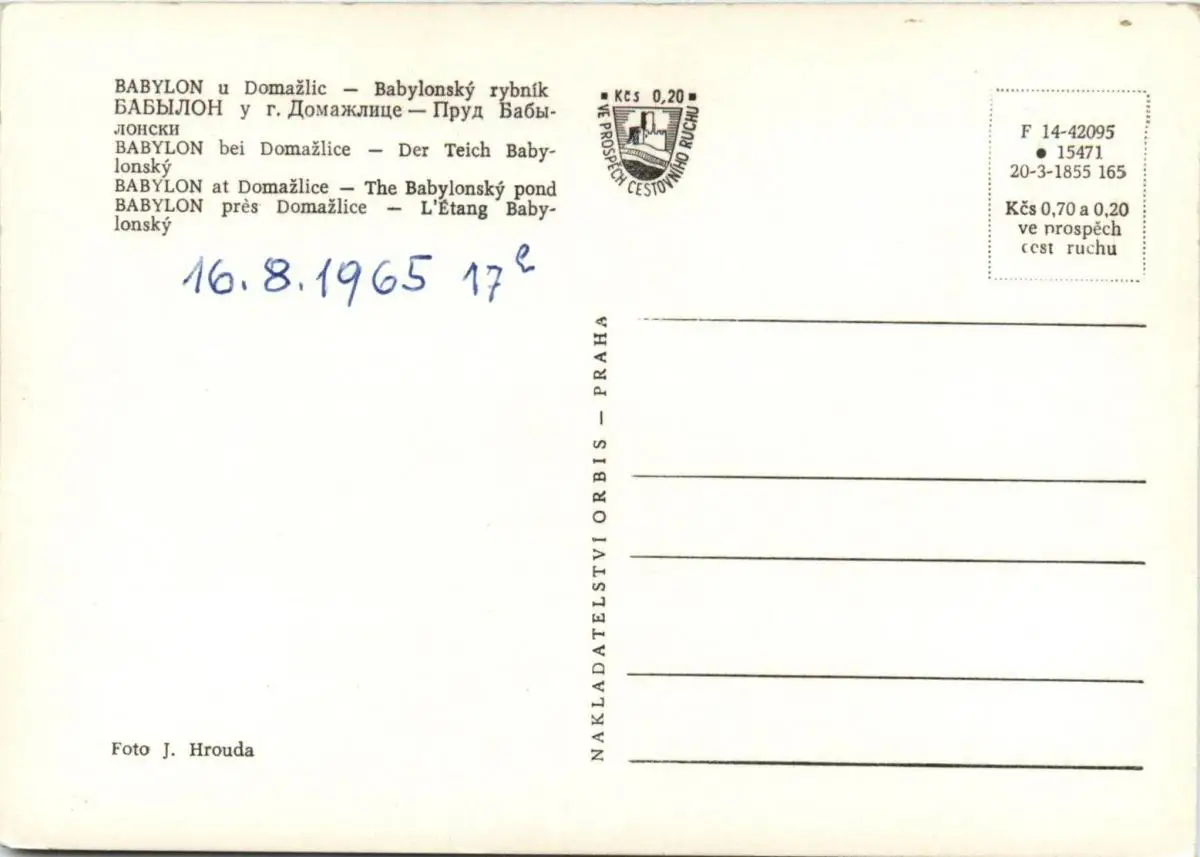 BABYLON u Domažlic — Babylonský rybník
БАБЫЛОН у г. Домажлице — Пруд Бабы-
лонски
BABYLON bei Domažlice — Der Teich Baby-
lonský
BABYLON at Domažlice — The Babylonský pond
BABYLON près Domažlice — L'Étang Baby-
lonský
16.8.1965 17h
Kčs 0,20
VE PROSPĚCH CESTOVNÍHO RUCHU
F 14-42095
● 15471
20-3-1855 165
Kčs 0,70 a 0,20
ve prospěch
cest ruchu
NAKLADATELSTVÍ ORBIS — PRAHA
Foto J. Hrouda